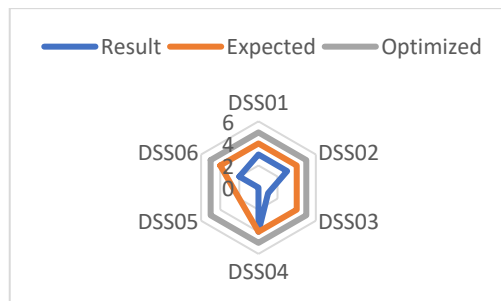 Result Expected Optimized
DSS01
6
DSS06 4 DSS02
2
0
DSS05 DSS03
DSS04